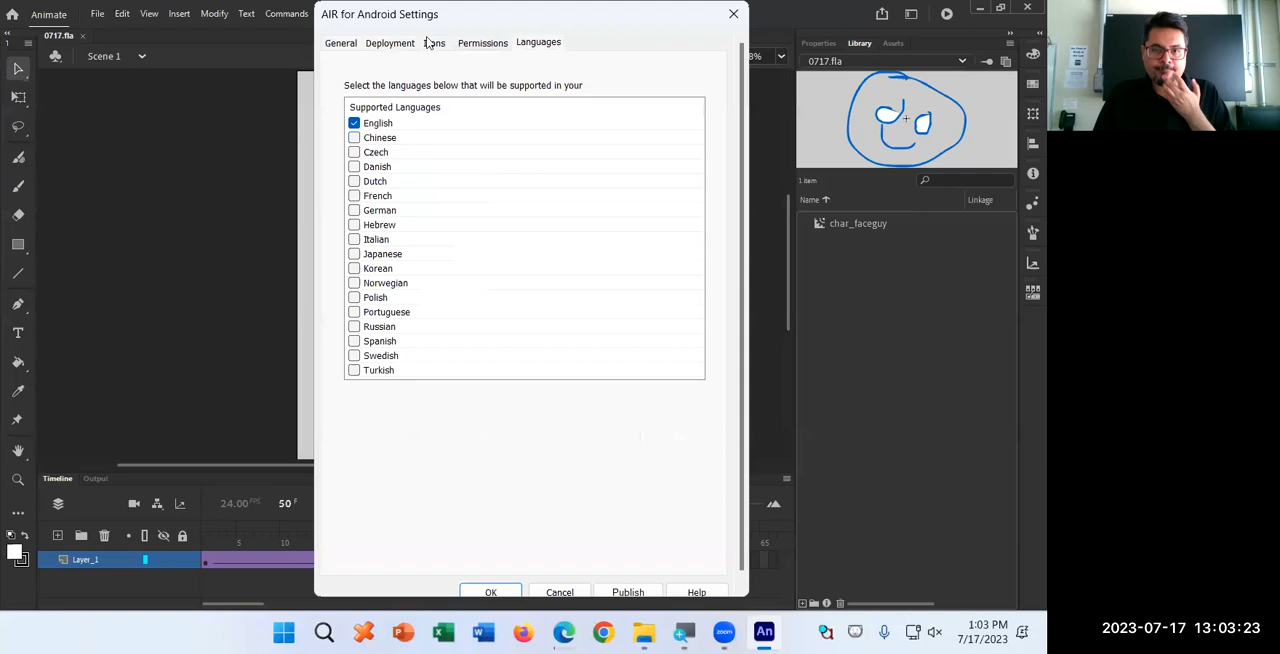 Animate File Edit View Insert Modify Text Commands
0717.fla
Scene 1
AIR for Android Settings
General Deployment Permissions Languages
Select the languages below that will be supported in your
Supported Languages
English
Chinese
Czech
Danish
Dutch
French
German
Hebrew
Italian
Japanese
Korean
Norwegian
Polish
Portuguese
Russian
Spanish
Swedish
Turkish
OK Cancel Publish Help
Properties Library Assets
0717.fla
1 item
Name Linkage
char_faceguy
Timeline Output
24.00 FPS 50 F
5 10 65
Layer_1
1:03 PM
7/17/2023
2023-07-17 13:03:23